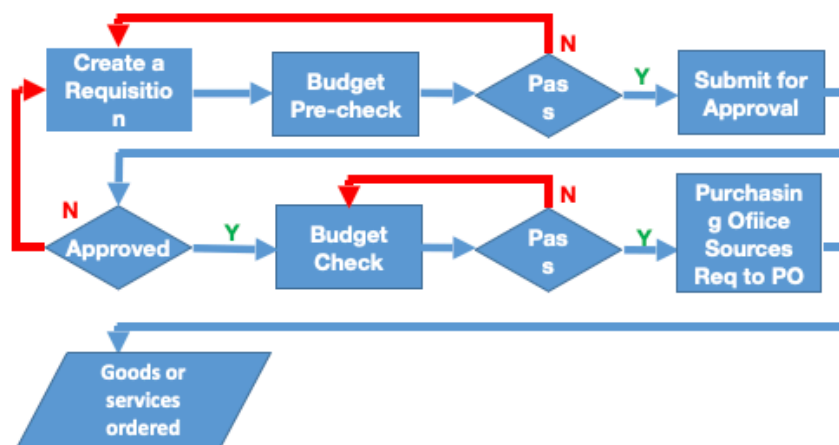 N
Create a
Requisitio
n
Budget
Pre-check
Pas
s
Y
Submit for
Approval
N
Approved
Y
Budget
Check
N
Pas
s
Y
Purchasin
g Ofiice
Sources
Req to PO
Goods or
services
ordered